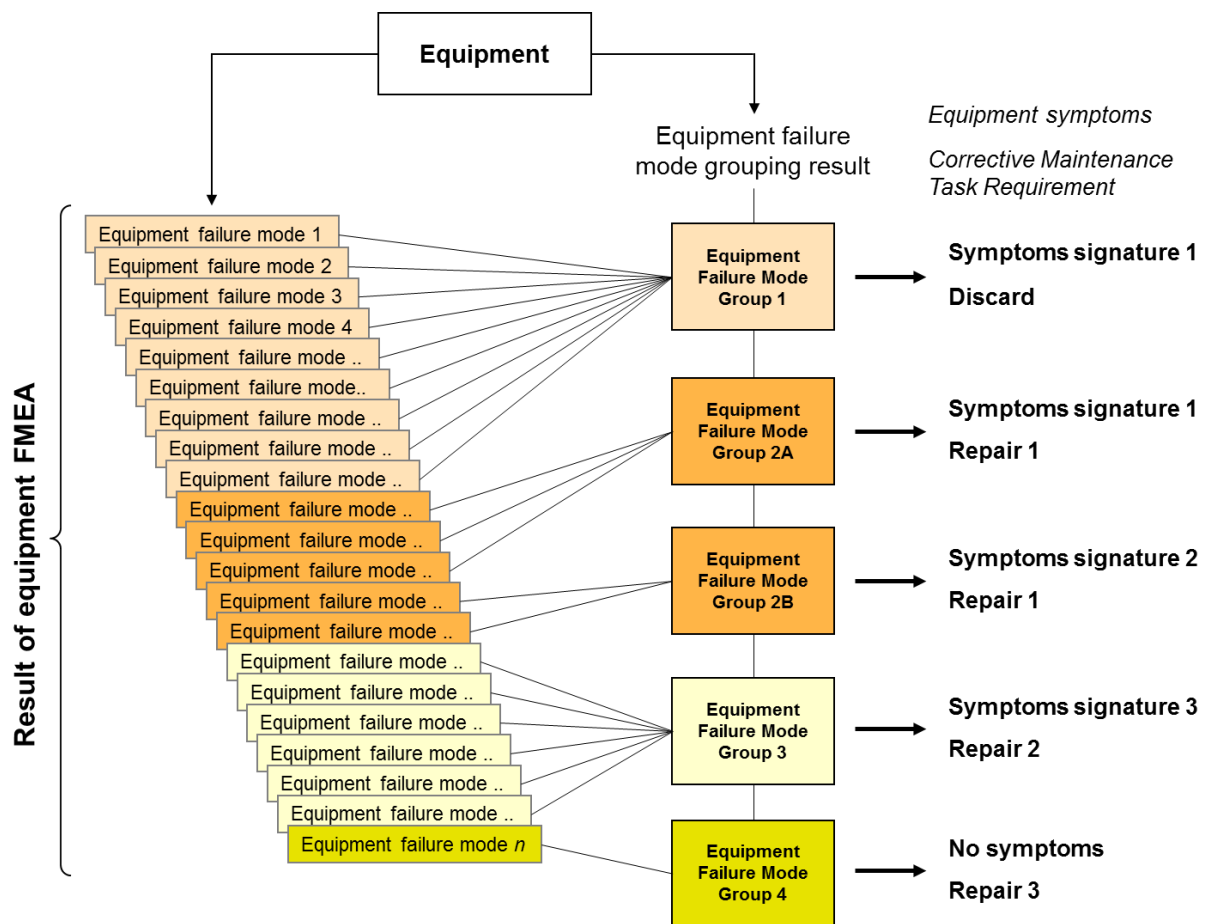 Equipment
Equipment failure
mode grouping result
Equipment symptoms
Corrective Maintenance
Task Requirement
Result of equipment FMEA
Equipment failure mode 1
Equipment failure mode 2
Equipment failure mode 3
Equipment failure mode 4
Equipment failure mode ..
Equipment failure mode..
Equipment failure mode ..
Equipment failure mode ..
Equipment failure mode ..
Equipment failure mode ..
Equipment failure mode ..
Equipment failure mode ..
Equipment failure mode ..
Equipment failure mode ..
Equipment failure mode ..
Equipment failure mode ..
Equipment failure mode ..
Equipment failure mode ..
Equipment failure mode ..
Equipment failure mode ..
Equipment failure mode n
Equipment
Failure Mode
Group 1
Symptoms signature 1
Discard
Equipment
Failure Mode
Group 2A
Symptoms signature 1
Repair 1
Equipment
Failure Mode
Group 2B
Symptoms signature 2
Repair 1
Equipment
Failure Mode
Group 3
Symptoms signature 3
Repair 2
Equipment
Failure Mode
Group 4
No symptoms
Repair 3